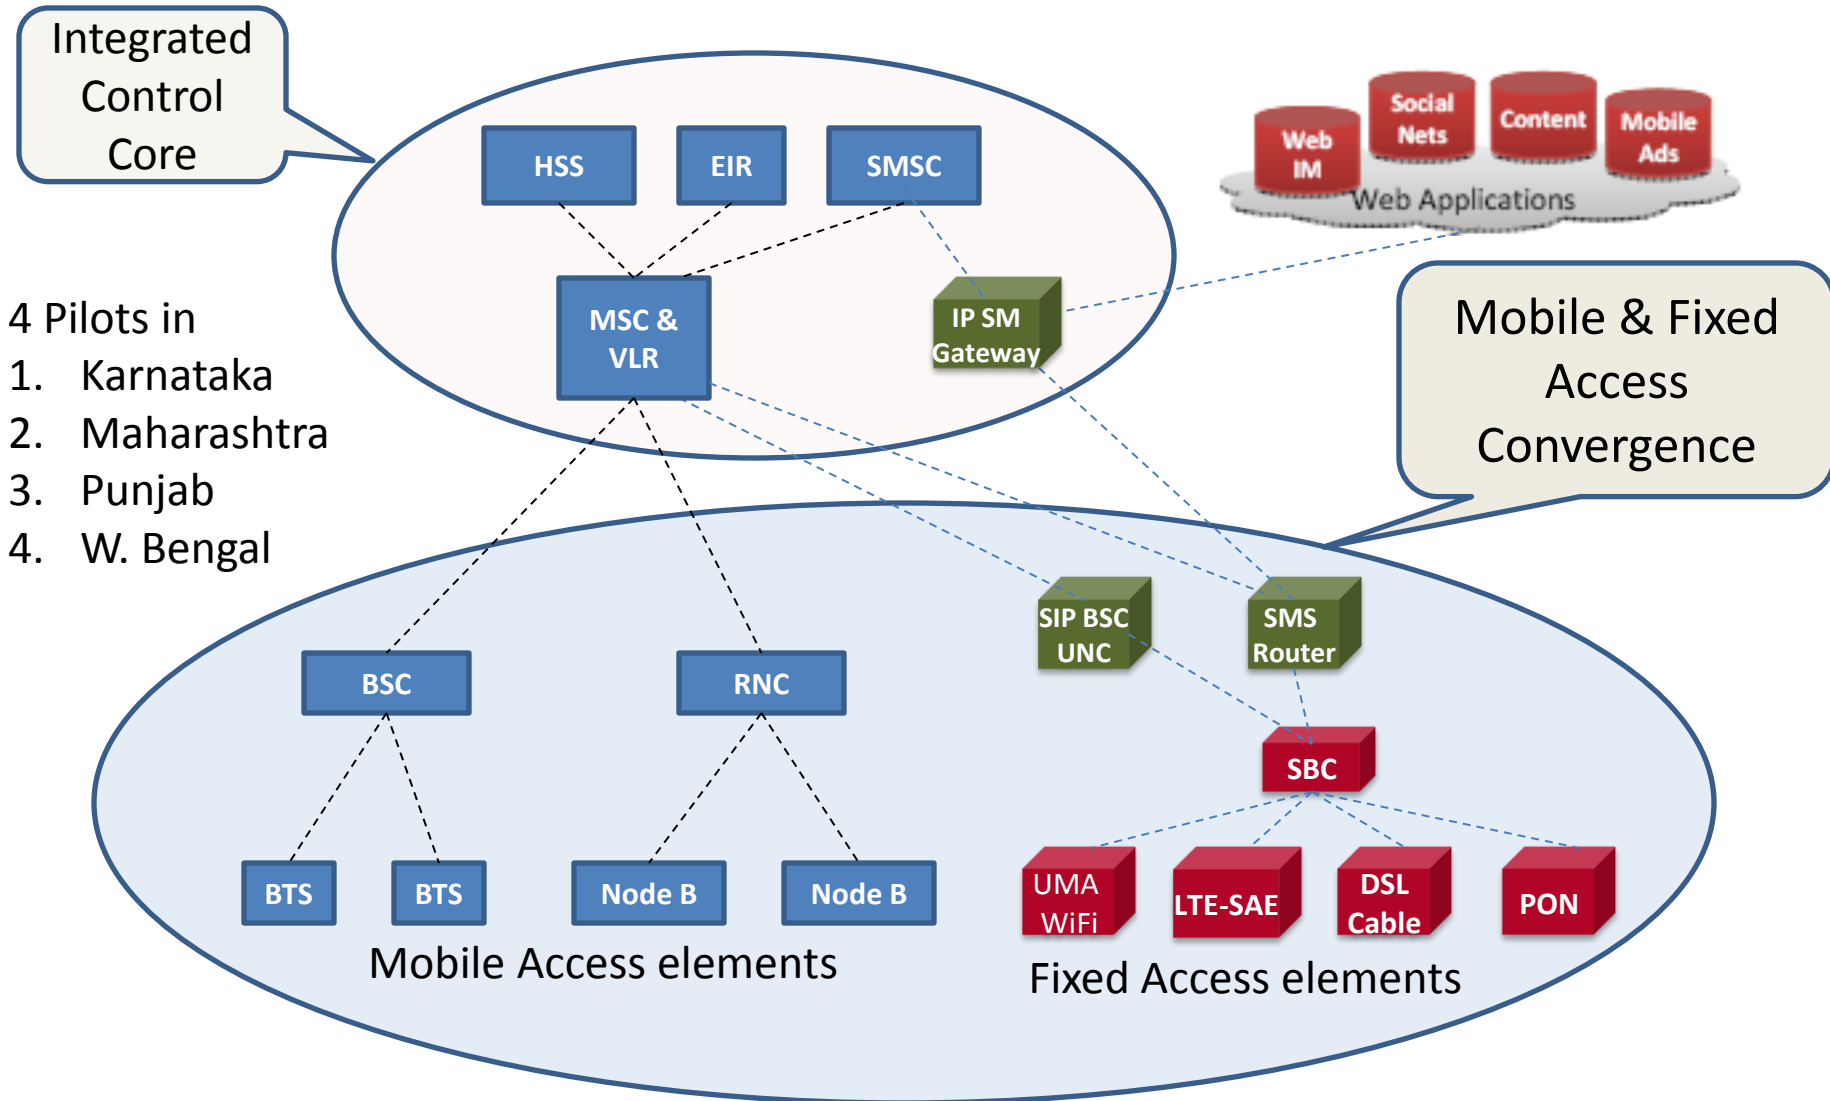 Integrated
Control
Core
HSS
EIR
SMSC
MSC &
VLR
IP SM
Gateway
Web
IM
Social
Nets
Content
Mobile
Ads
Web Applications
4 Pilots in
1. Karnataka
2. Maharashtra
3. Punjab
4. W. Bengal
Mobile & Fixed
Access
Convergence
SIP BSC
UNC
SMS
Router
BSC
RNC
SBC
BTS
BTS
Node B
Node B
UMA
WiFi
LTE-SAE
DSL
Cable
PON
Mobile Access elements
Fixed Access elements